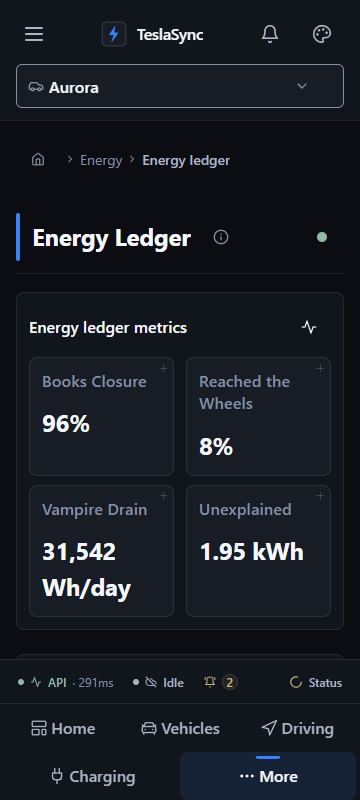 TeslaSync
Aurora
Energy
Energy ledger
Energy Ledger
Energy ledger metrics
Books Closure
96%
Reached the
Wheels
8%
Vampire Drain
31,542
Wh/day
Unexplained
1.95 kWh
API · 291ms
Idle
2
Status
Home
Vehicles
Driving
Charging
More